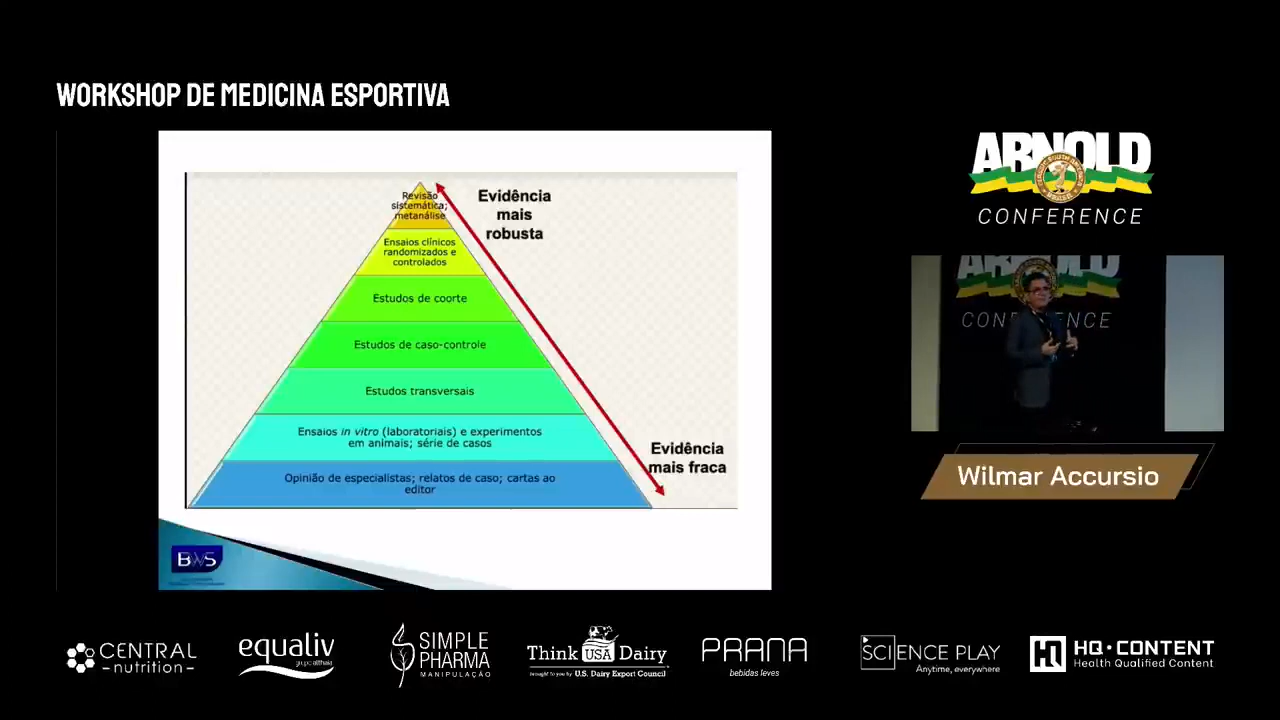 WORKSHOP DE MEDICINA ESPORTIVA
Revisão
sistemática;
metanálise
Evidência
mais
robusta
Ensaios clínicos
randomizados e
controlados
Estudos de coorte
Estudos de caso-controle
Estudos transversais
Ensaios in vitro (laboratoriais) e experimentos
em animais; série de casos
Opinião de especialistas; relatos de caso; cartas ao
editor
Evidência
mais fraca
BWS
ARNOLD
CONFERENCE
ARNOLD
CONFERENCE
Wilmar Accursio
CENTRAL
nutrition
equaliv
SIMPLE
PHARMA
MANIPULAÇÃO
Think USA Dairy
brought to you by U.S. Dairy Export Council
PRANA
bebidas leves
SCIENCE PLAY
Anytime, everywhere
HQ·CONTENT
Health Qualified Content